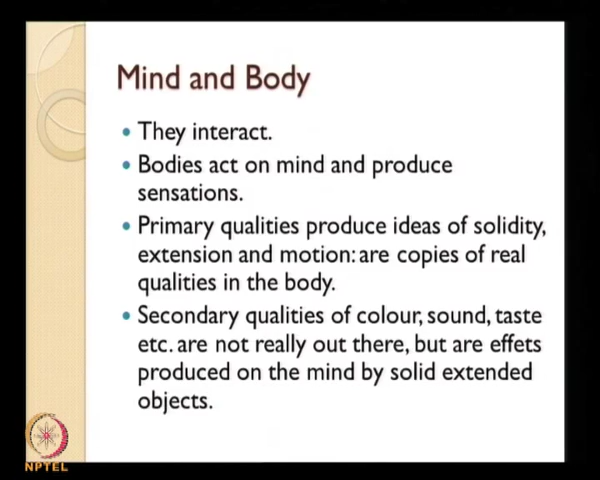 Mind and Body
• They interact.
• Bodies act on mind and produce
sensations.
• Primary qualities produce ideas of solidity,
extension and motion: are copies of real
qualities in the body.
• Secondary qualities of colour, sound, taste
etc. are not really out there, but are effets
produced on the mind by solid extended
objects.
NPTEL